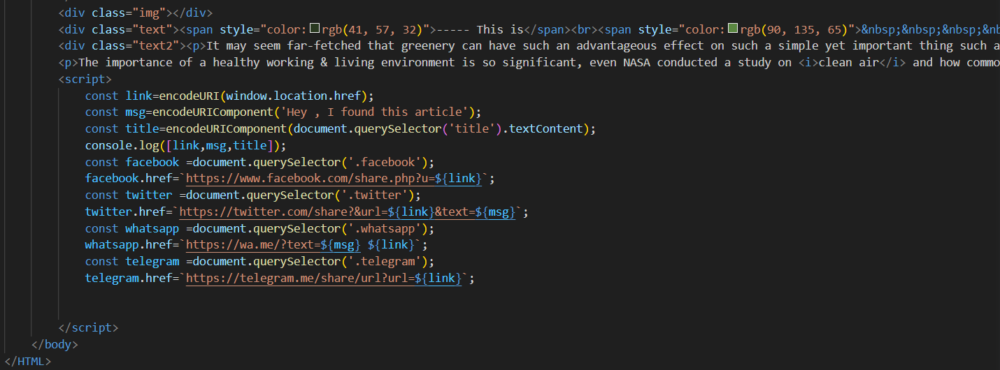 <div class="img"></div>
<div class="text"><span style="color:rgb(41, 57, 32)">----- This is</span><br><span style="color:rgb(90, 135, 65)">&nbsp;&nbsp;&nbsp;&nb
<div class="text2"><p>It may seem far-fetched that greenery can have such an advantageous effect on such a simple yet important thing such a
<p>The importance of a healthy working & living environment is so significant, even NASA conducted a study on <i>clean air</i> and how commo
<script>
const link=encodeURI(window.location.href);
const msg=encodeURIComponent('Hey , I found this article');
const title=encodeURIComponent(document.querySelector('title').textContent);
console.log([link,msg,title]);
const facebook =document.querySelector('.facebook');
facebook.href=`https://www.facebook.com/share.php?u=${link}`;
const twitter =document.querySelector('.twitter');
twitter.href=`https://twitter.com/share?&url=${link}&text=${msg}`;
const whatsapp =document.querySelector('.whatsapp');
whatsapp.href=`https://wa.me/?text=${msg} ${link}`;
const telegram =document.querySelector('.telegram');
telegram.href=`https://telegram.me/share/url?url=${link}`;
</script>
</body>
</HTML>